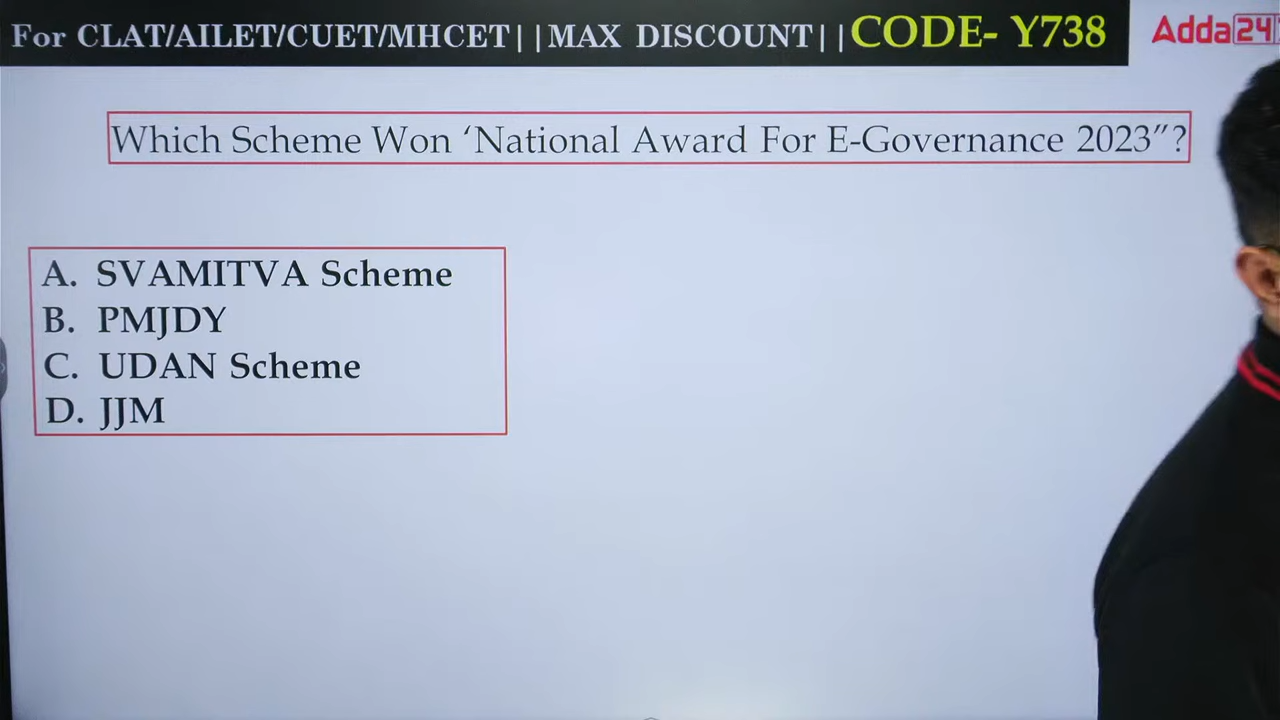 For CLAT/AILET/CUET/MHCET||MAX DISCOUNT||CODE- Y738
Adda24
Which Scheme Won ‘National Award For E-Governance 2023”?
A. SVAMITVA Scheme
B. PMJDY
C. UDAN Scheme
D. JJM